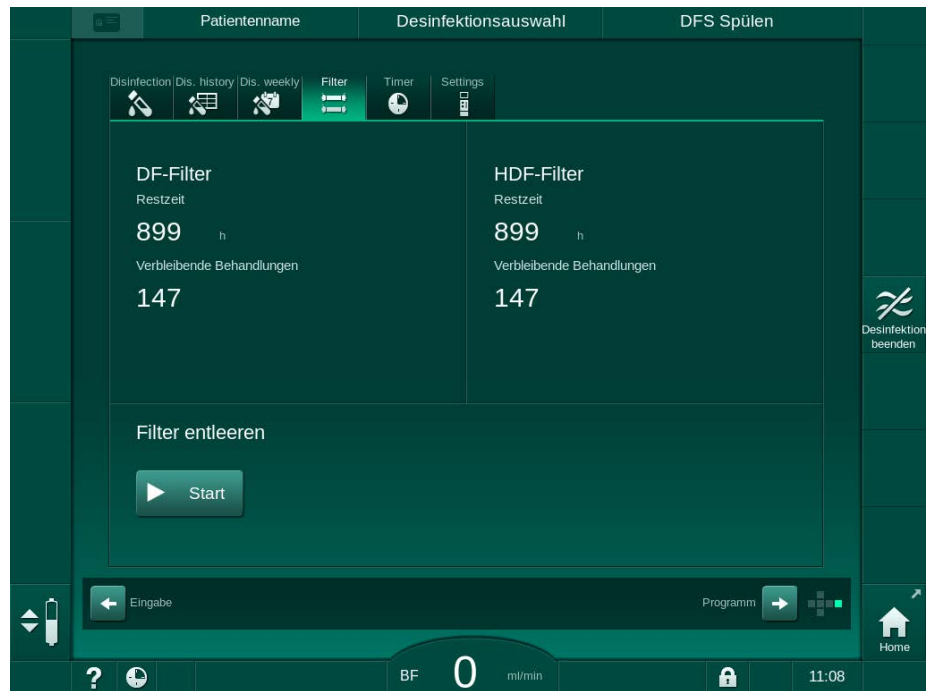 Patientenname
Desinfektionsauswahl
DFS Spülen
Disinfection
Dis. history
Dis. weekly
Filter
Timer
Settings
DF-Filter
Restzeit
899 h
Verbleibende Behandlungen
147
HDF-Filter
Restzeit
899 h
Verbleibende Behandlungen
147
Desinfektion
beenden
Filter entleeren
Start
Eingabe
Programm
Home
?
BF 0 ml/min
11:08